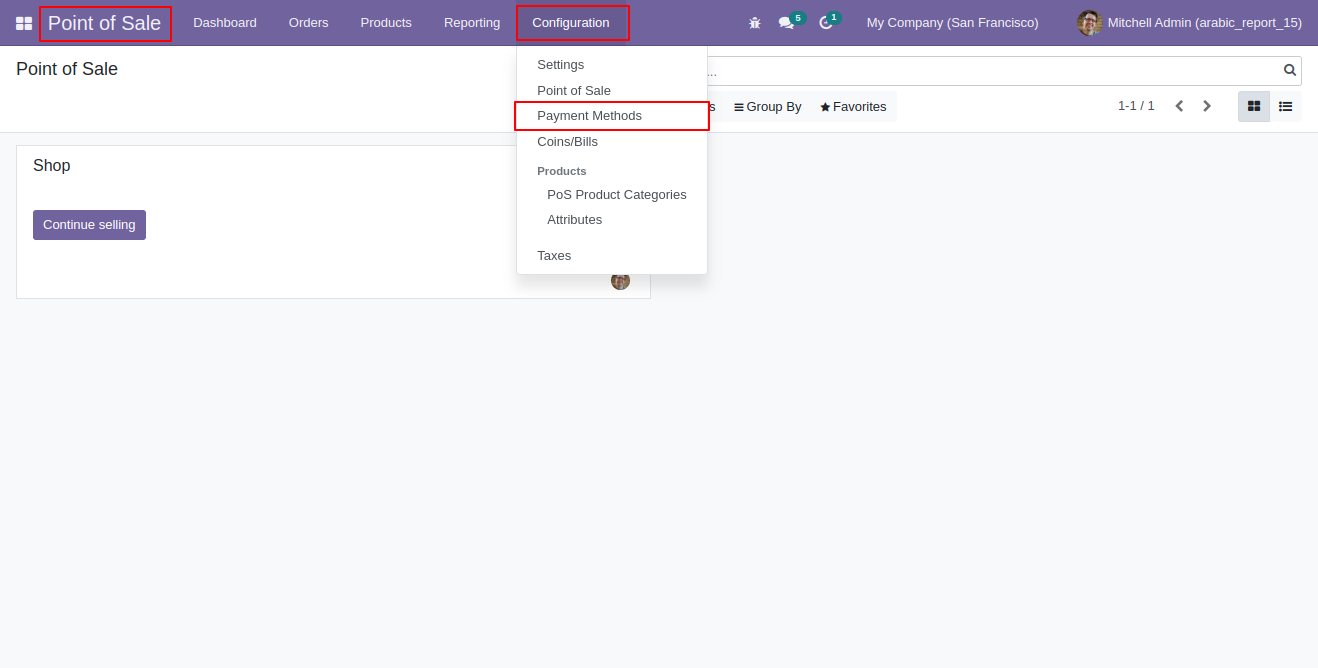 Point of Sale Dashboard Orders Products Reporting Configuration 5 1 My Company (San Francisco) Mitchell Admin (arabic_report_15)
Point of Sale
...
Settings
Point of Sale
Payment Methods
Coins/Bills
Products
PoS Product Categories
Attributes
Taxes
s Group By Favorites 1-1 / 1
Shop
Continue selling